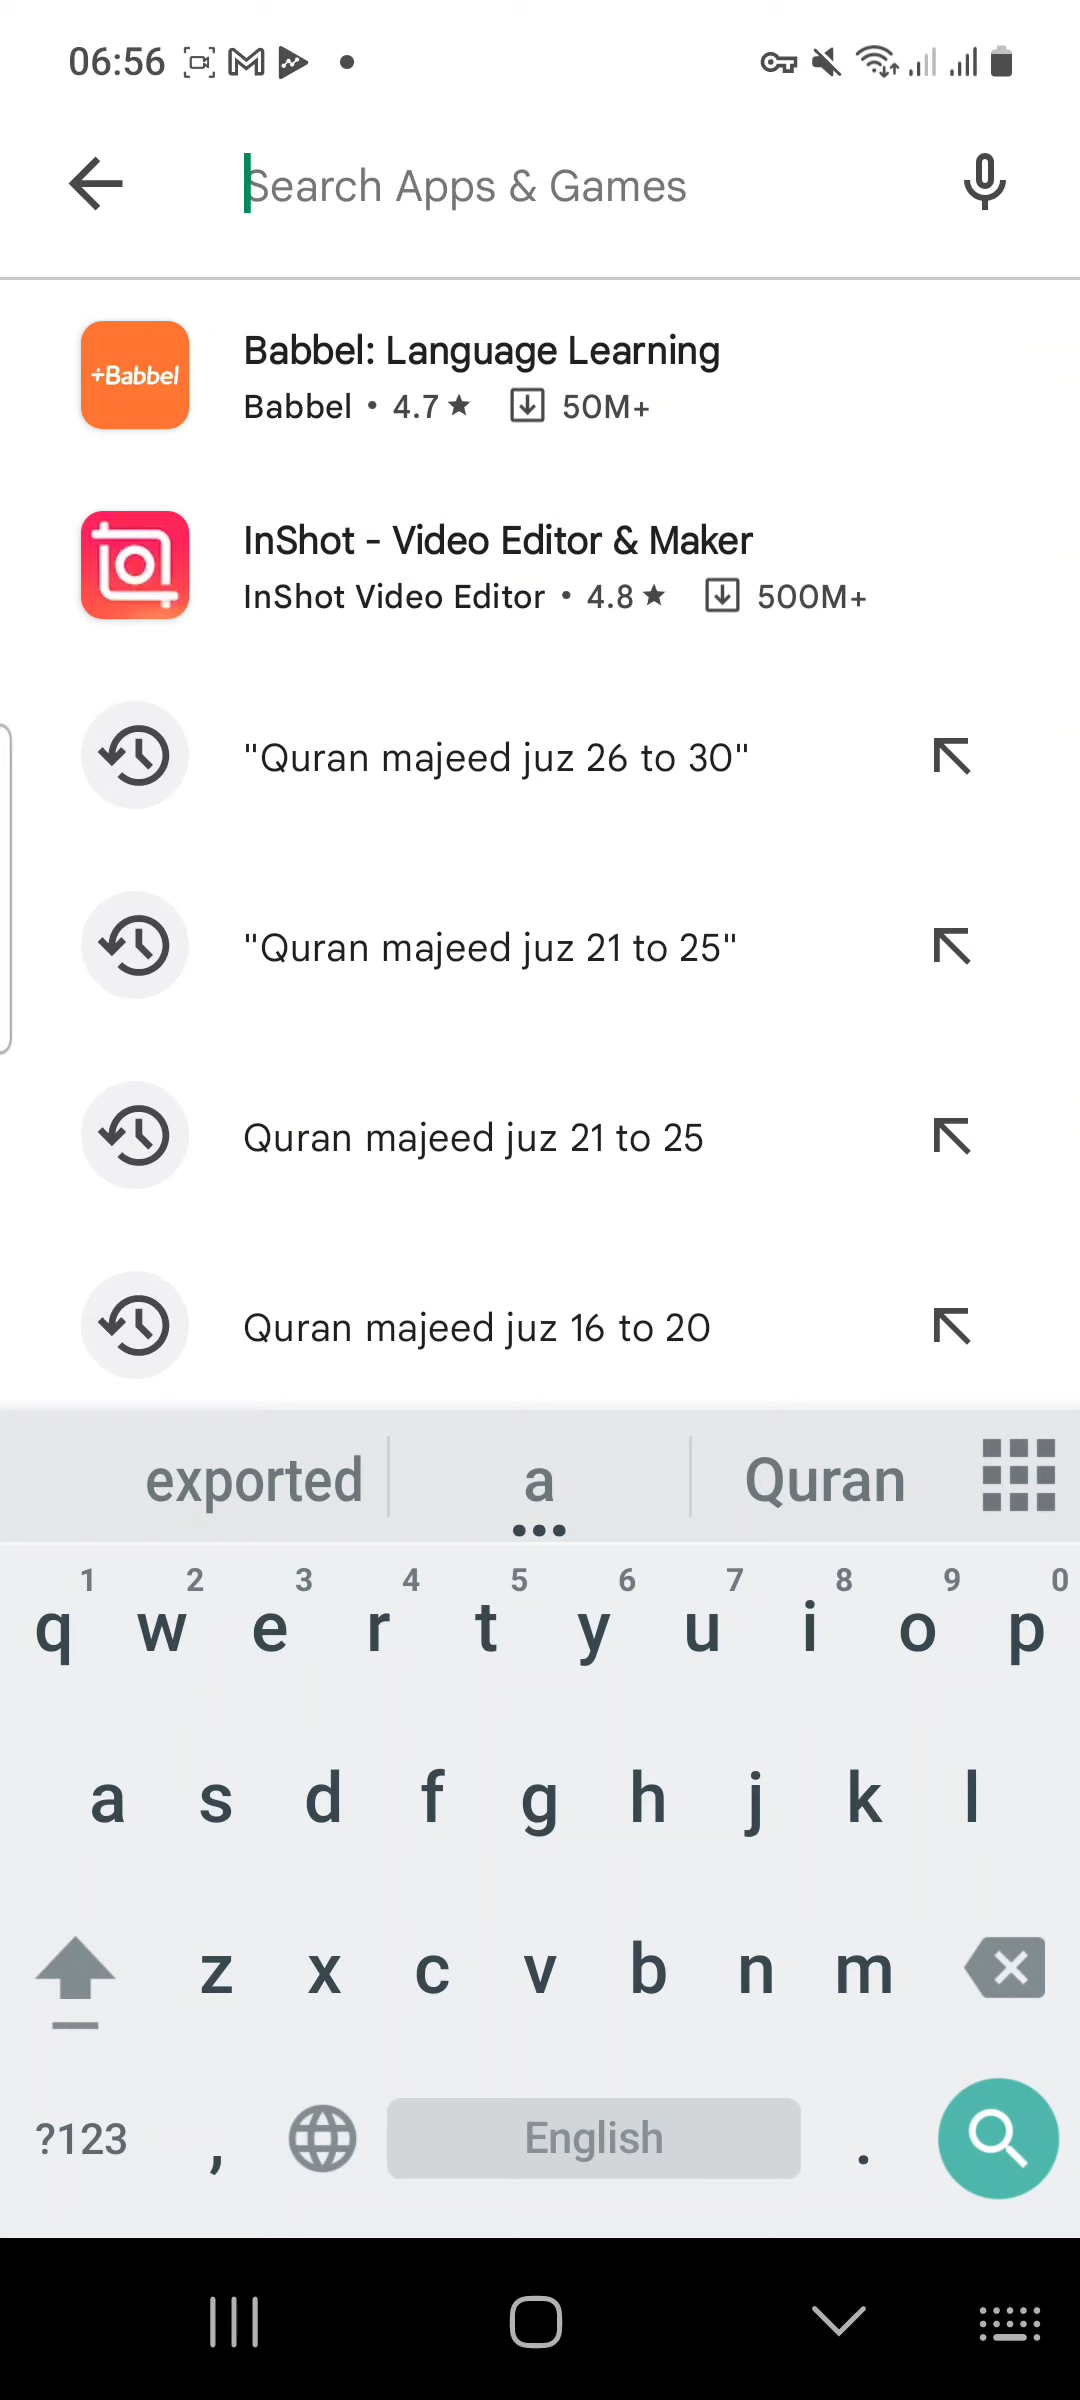 06:56
Search Apps & Games
+Babbel
Babbel: Language Learning
Babbel • 4.7 ★ 50M+
InShot - Video Editor & Maker
InShot Video Editor • 4.8 ★ 500M+
"Quran majeed juz 26 to 30"
"Quran majeed juz 21 to 25"
Quran majeed juz 21 to 25
Quran majeed juz 16 to 20
exported a Quran
1 2 3 4 5 6 7 8 9 0
q w e r t y u i o p
a s d f g h j k l
z x c v b n m
?123 , English .